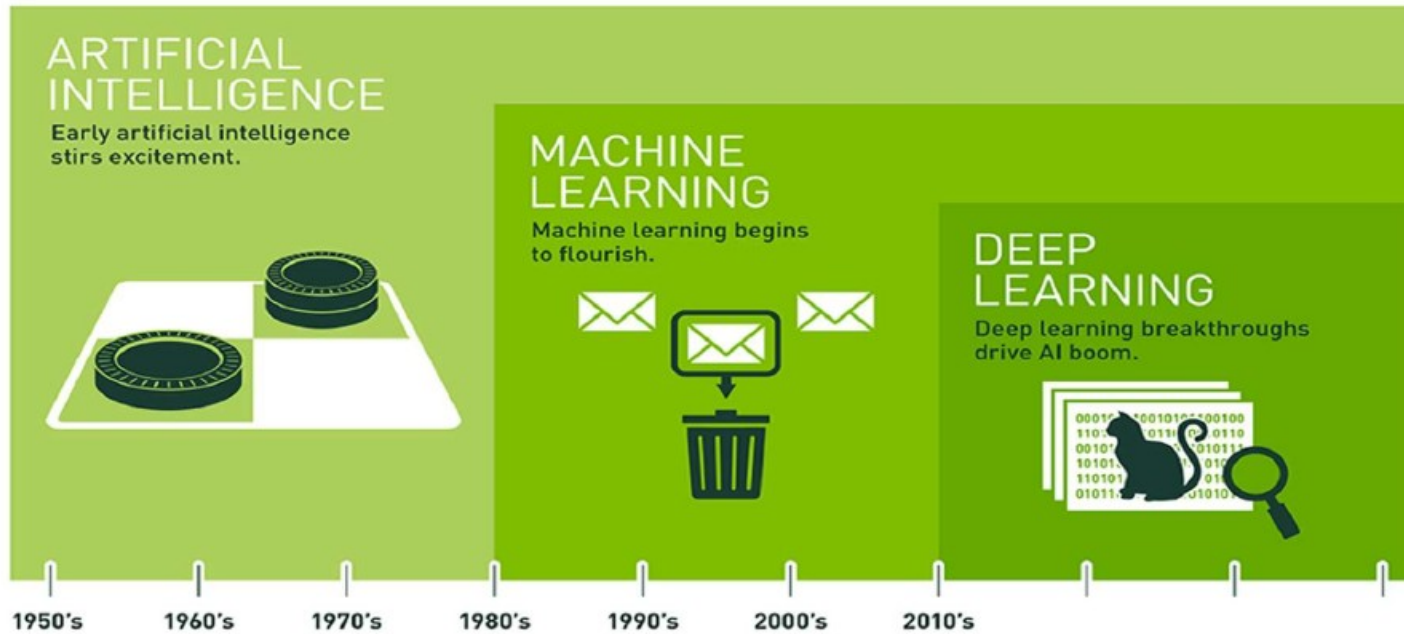 ARTIFICIAL
INTELLIGENCE
Early artificial intelligence
stirs excitement.
MACHINE
LEARNING
Machine learning begins
to flourish.
DEEP
LEARNING
Deep learning breakthroughs
drive AI boom.
1950's 1960's 1970's 1980's 1990's 2000's 2010's